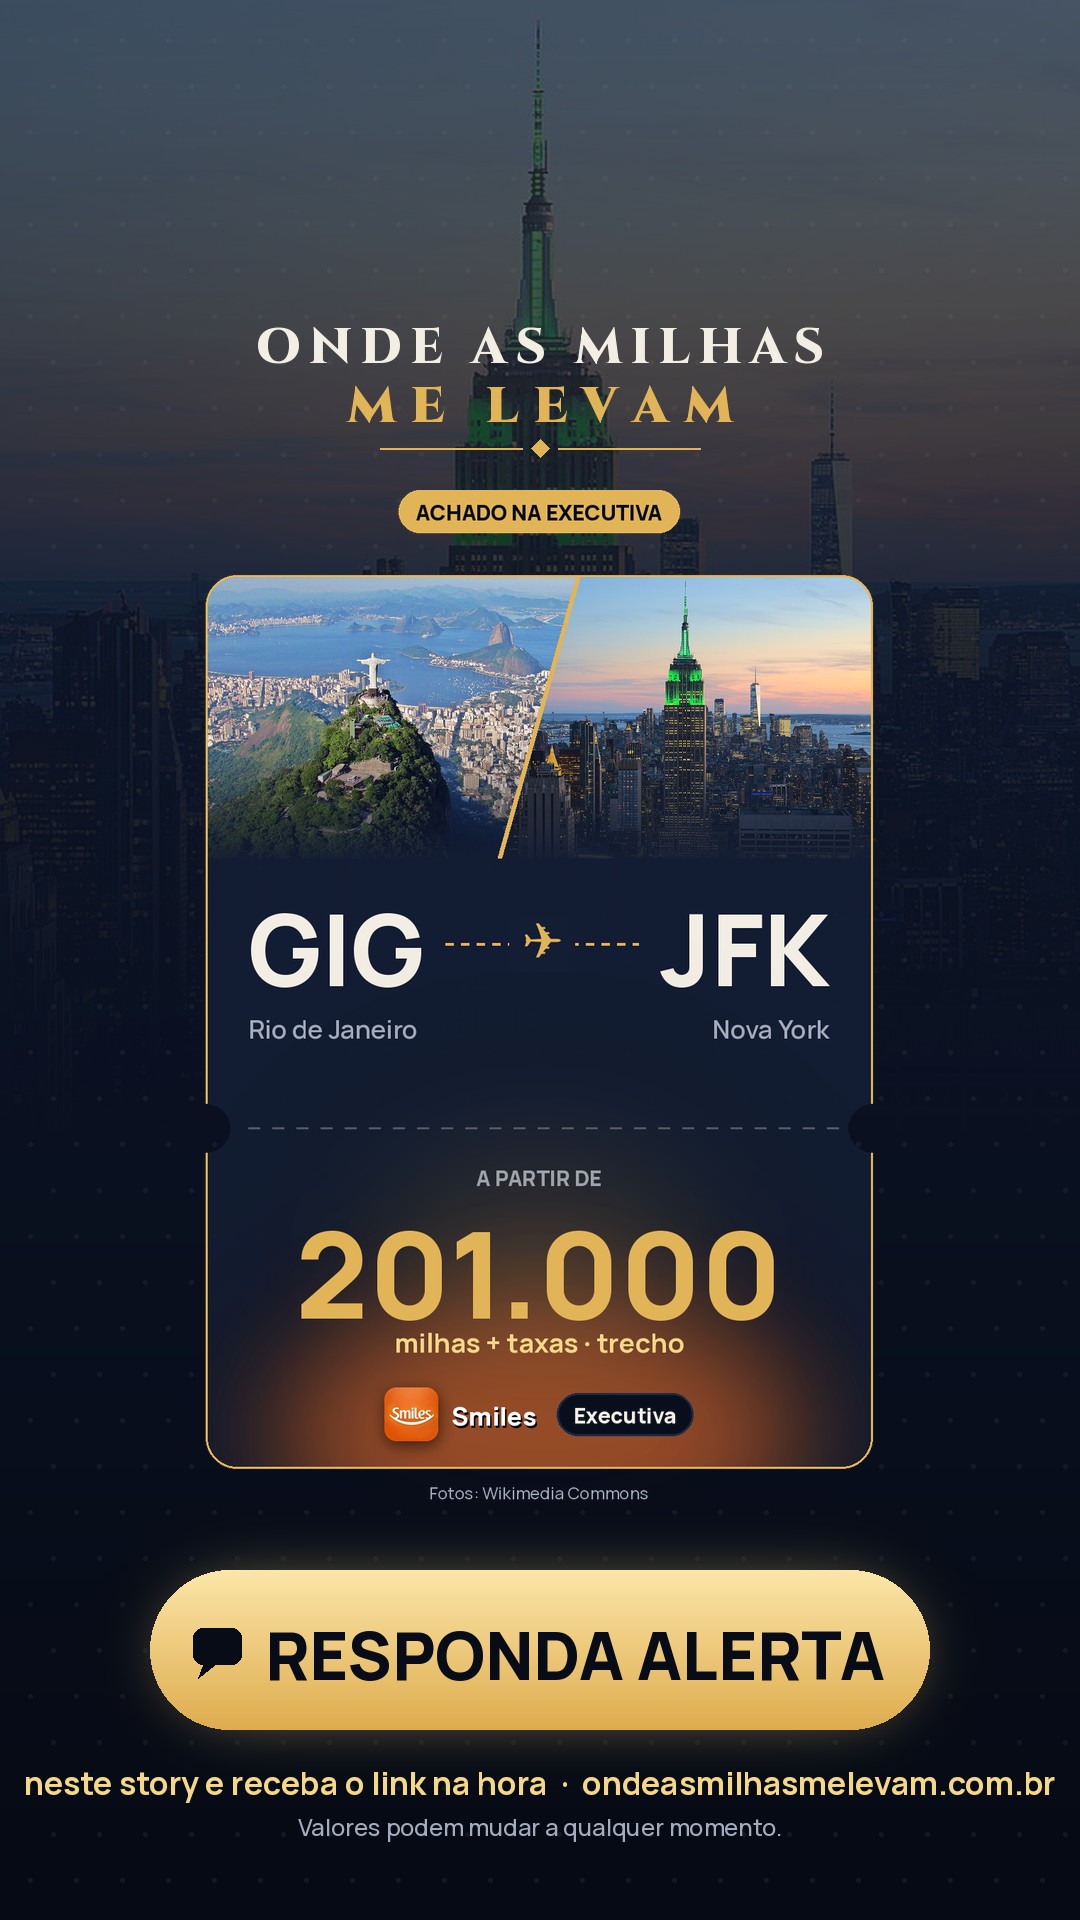 ONDE AS MILHAS
ME LEVAM
ACHADO NA EXECUTIVA
GIG JFK
Rio de Janeiro Nova York
A PARTIR DE
201.000
milhas + taxas · trecho
Smiles Smiles Executiva
Fotos: Wikimedia Commons
RESPONDA ALERTA
neste story e receba o link na hora · ondeasmilhasmelevam.com.br
Valores podem mudar a qualquer momento.